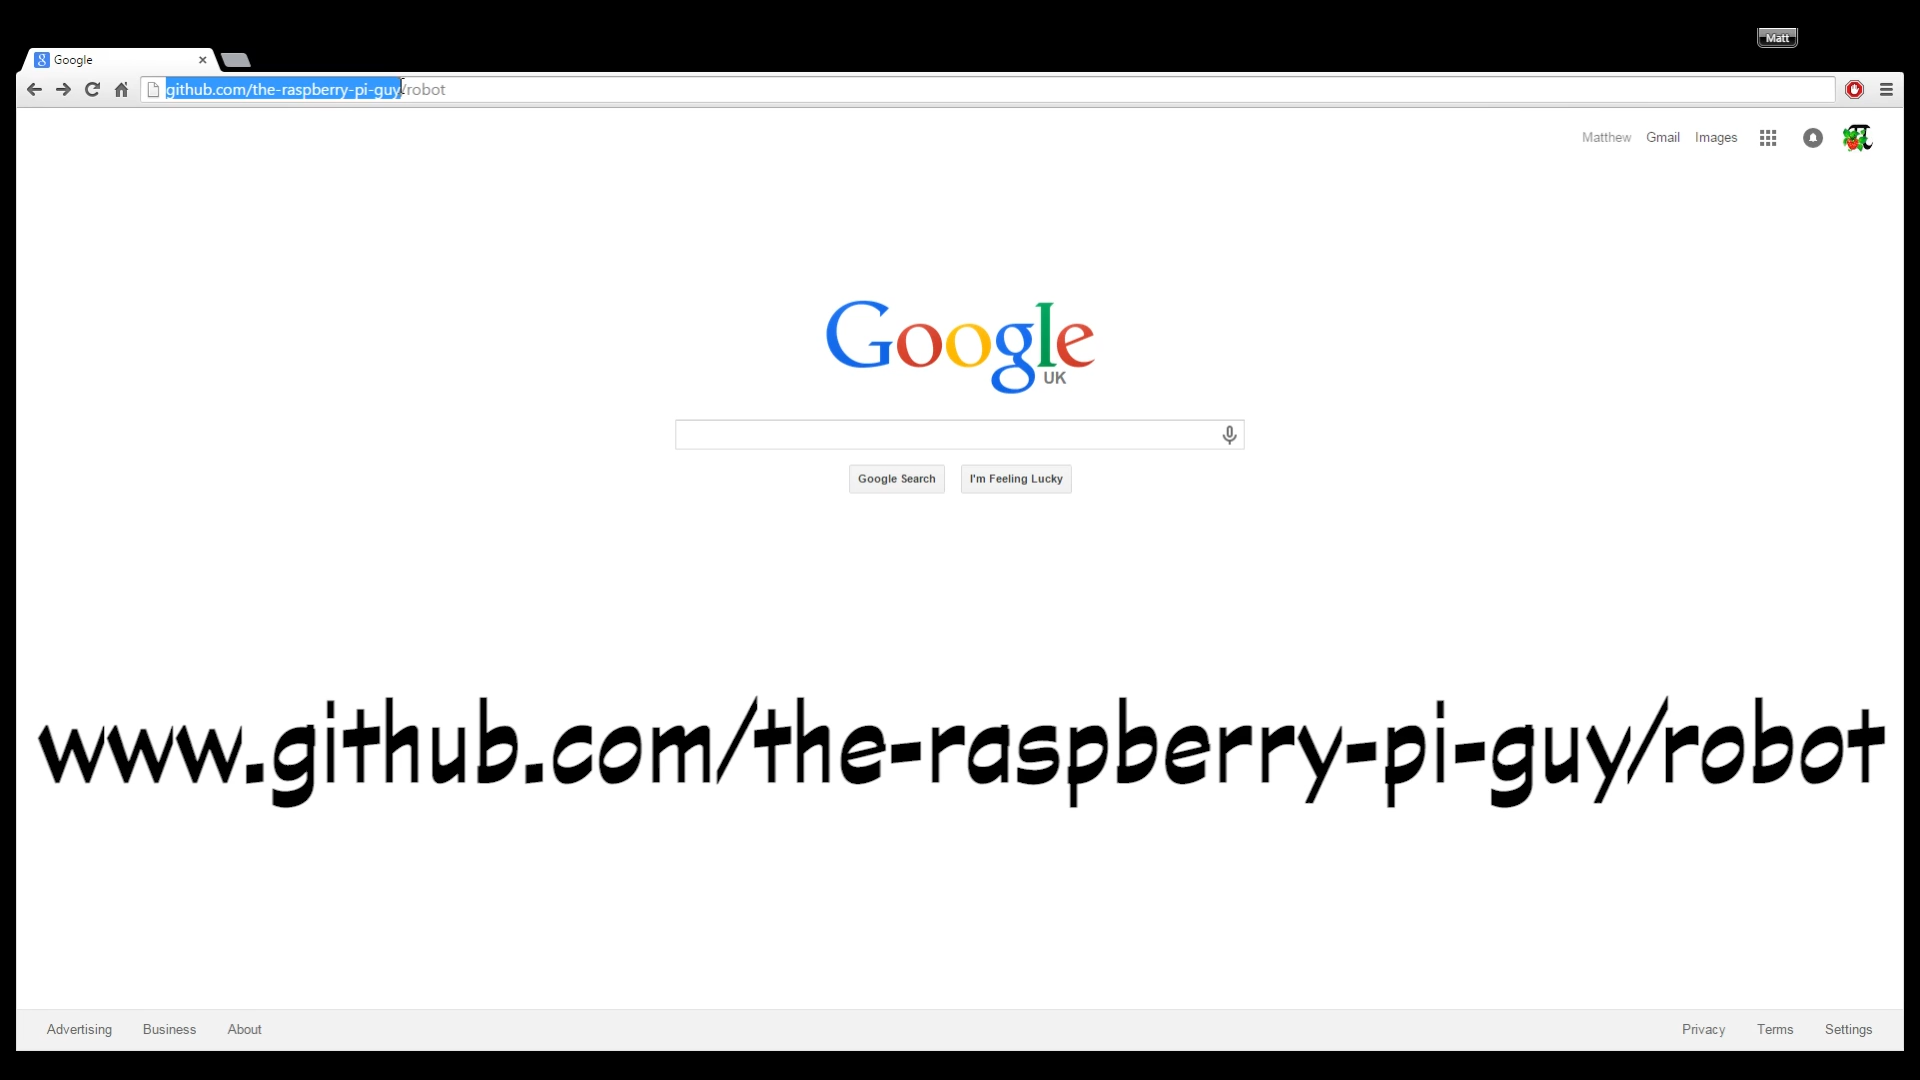 Matt
Google
github.com/the-raspberry-pi-guy/robot
Matthew Gmail Images
Google
UK
Google Search I'm Feeling Lucky
www.github.com/the-raspberry-pi-guy/robot
Advertising Business About Privacy Terms Settings